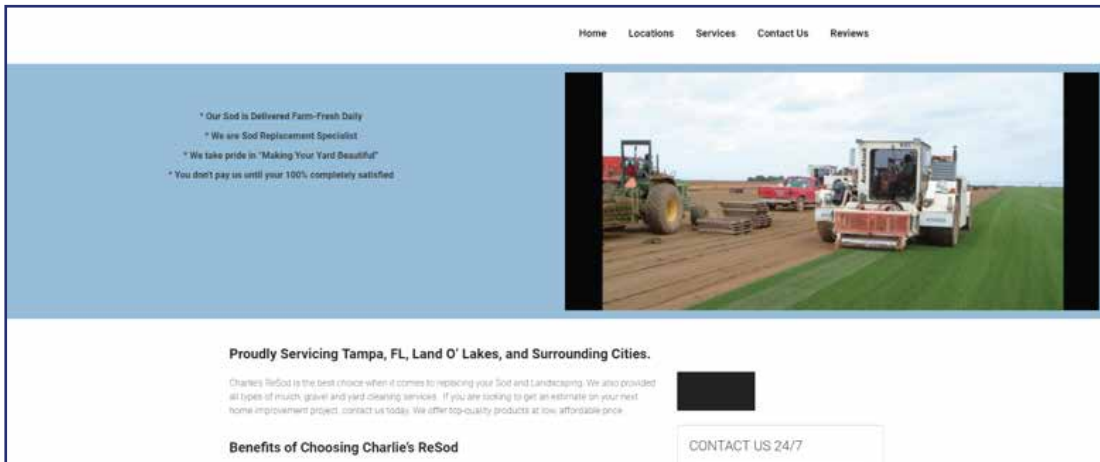 Home Locations Services Contact Us Reviews
* Our Sod is Delivered Farm-Fresh Daily
* We are Sod Replacement Specialist
* We take pride in "Making Your Yard Beautiful"
* You don't pay us until your 100% completely satisfied
Proudly Servicing Tampa, FL, Land O' Lakes, and Surrounding Cities.
Charlie's ReSod is the best choice when it comes to replacing your Sod and Landscaping. We also provided
all types of mulch, gravel and yard cleaning services. If you are looking to get an estimate on your next
home improvement project, contact us today. We offer top-quality products at low, affordable price.
Benefits of Choosing Charlie's ReSod
CONTACT US 24/7